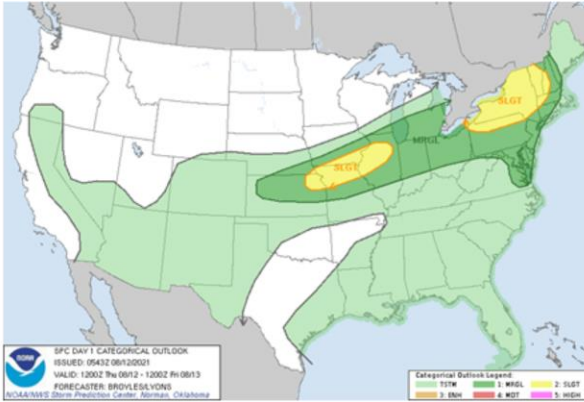 SLGT
MRGL
SLGT
SPC DAY 1 CATEGORICAL OUTLOOK
ISSUED: 0543Z 08/12/2021
VALID: 1200Z Thu 08/12 - 1200Z Fri 08/13
FORECASTER: BROYLES/LYONS
NOAA/NWS Storm Prediction Center, Norman, Oklahoma
NOAA
Categorical Outlook Legend:
TSTM 1: MRGL 2: SLGT
3: ENH 4: MDT 5: HIGH